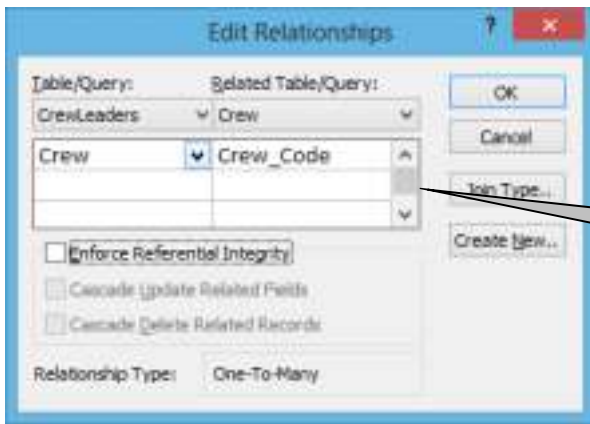 Edit Relationships ?
Table/Query: Related Table/Query:
CrewLeaders Crew
Crew Crew_Code
OK
Cancel
Join Type...
Create New...
Enforce Referential Integrity
Cascade Update Related Fields
Cascade Delete Related Records
Relationship Type: One-To-Many